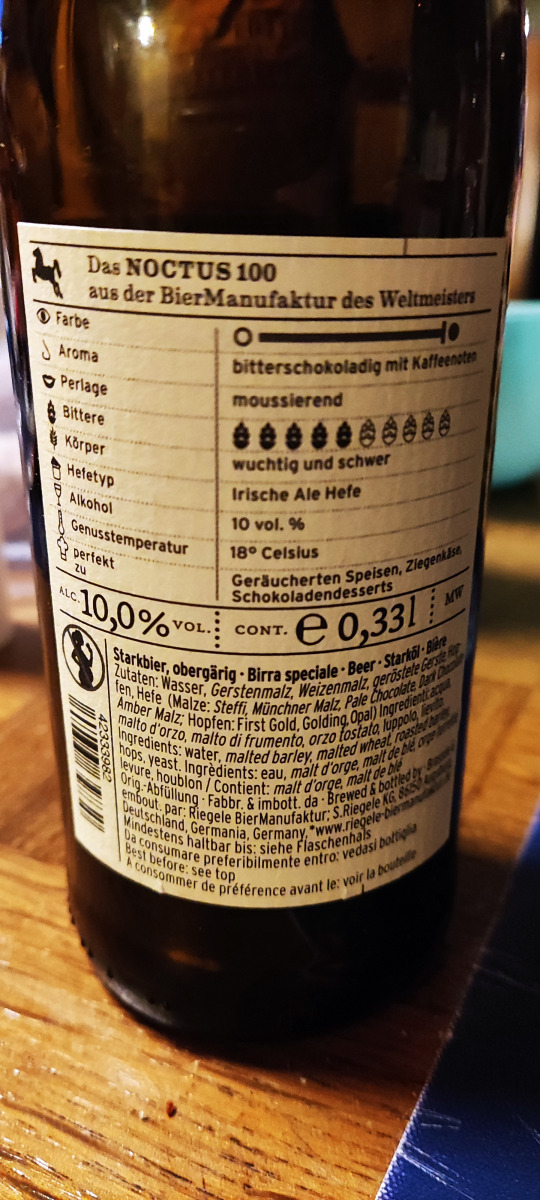 Das NOCTUS 100
aus der BierManufaktur des Weltmeisters
Farbe
Aroma bitterschokoladig mit Kaffeenoten
Perlage moussierend
Bittere
Körper wuchtig und schwer
Hefetyp Irische Ale Hefe
Alkohol 10 vol. %
Genusstemperatur 18° Celsius
perfekt
zu
Geräucherten Speisen, Ziegenkäse,
Schokoladendesserts
ALC. 10,0% VOL. CONT. e 0,33l MW
42333982
Starkbier, obergärig · Birra speciale · Beer · Starköl · Bière
Zutaten: Wasser, Gerstenmalz, Weizenmalz, geröstete Gerste, Hop
fen, Hefe (Malze: Steffi, Münchner Malz, Pale Chocolate, Dark Chocolate,
Amber Malz; Hopfen: First Gold, Golding, Opal) Ingredienti: acqua,
malto d'orzo, malto di frumento, orzo tostato, luppolo, lievito.
Ingredients: water, malted barley, malted wheat, roasted barley,
hops, yeast. Ingrédients: eau, malt d'orge, malt de blé, orge
levure, houblon / Contient: malt d'orge, malt de blé
Orig.-Abfüllung · Fabbr. & imbott. da · Brewed & bottled by ·
embout. par: Riegele BierManufaktur; S.Riegele KG, 86150
Deutschland, Germania, Germany, *www.riegele-biermanufaktur
Mindestens haltbar bis: siehe Flaschenhals
Da consumare preferibilmente entro: vedasi bottiglia
Best before: see top
A consommer de préférence avant le: voir la bouteille